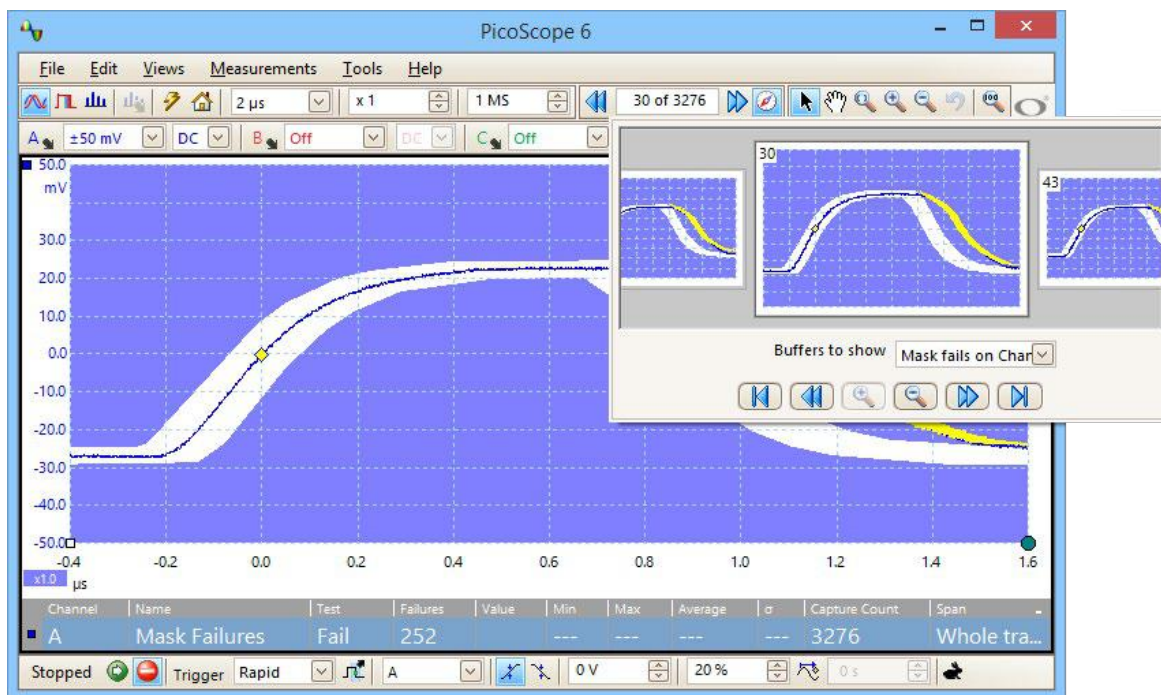 PicoScope 6
File Edit Views Measurements Tools Help
2 µs x 1 1 MS 30 of 3276
A ±50 mV DC B Off DC C Off
50.0
mV
30.0
20.0
10.0
0.0
-10.0
-20.0
-30.0
-40.0
-50.0
-0.4 -0.2 0.0 0.2 0.4 0.6 0.8 1.0 1.2 1.4 1.6
x1.0 µs
30
43
Buffers to show Mask fails on Chan
Channel Name Test Failures Value Min Max Average σ Capture Count Span
A Mask Failures Fail 252 --- --- --- --- 3276 Whole tra...
Stopped Trigger Rapid A 0 V 20 % 0 s